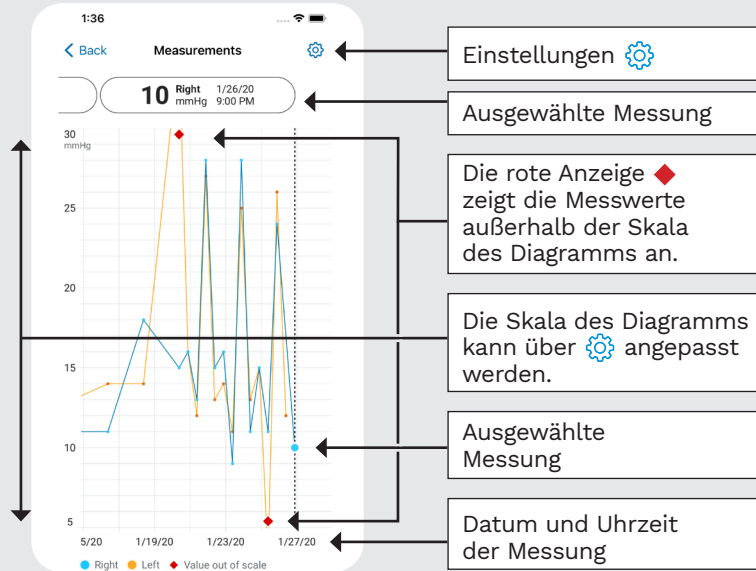 1:36
Back
Measurements
10 Right 1/26/20
mmHg 9:00 PM
30
mmHg
25
20
15
10
5
5/20 1/19/20 1/23/20 1/27/20
Right Left Value out of scale
Einstellungen
Ausgewählte Messung
Die rote Anzeige
zeigt die Messwerte
außerhalb der Skala
des Diagramms an.
Die Skala des Diagramms
kann über angepasst
werden.
Ausgewählte
Messung
Datum und Uhrzeit
der Messung